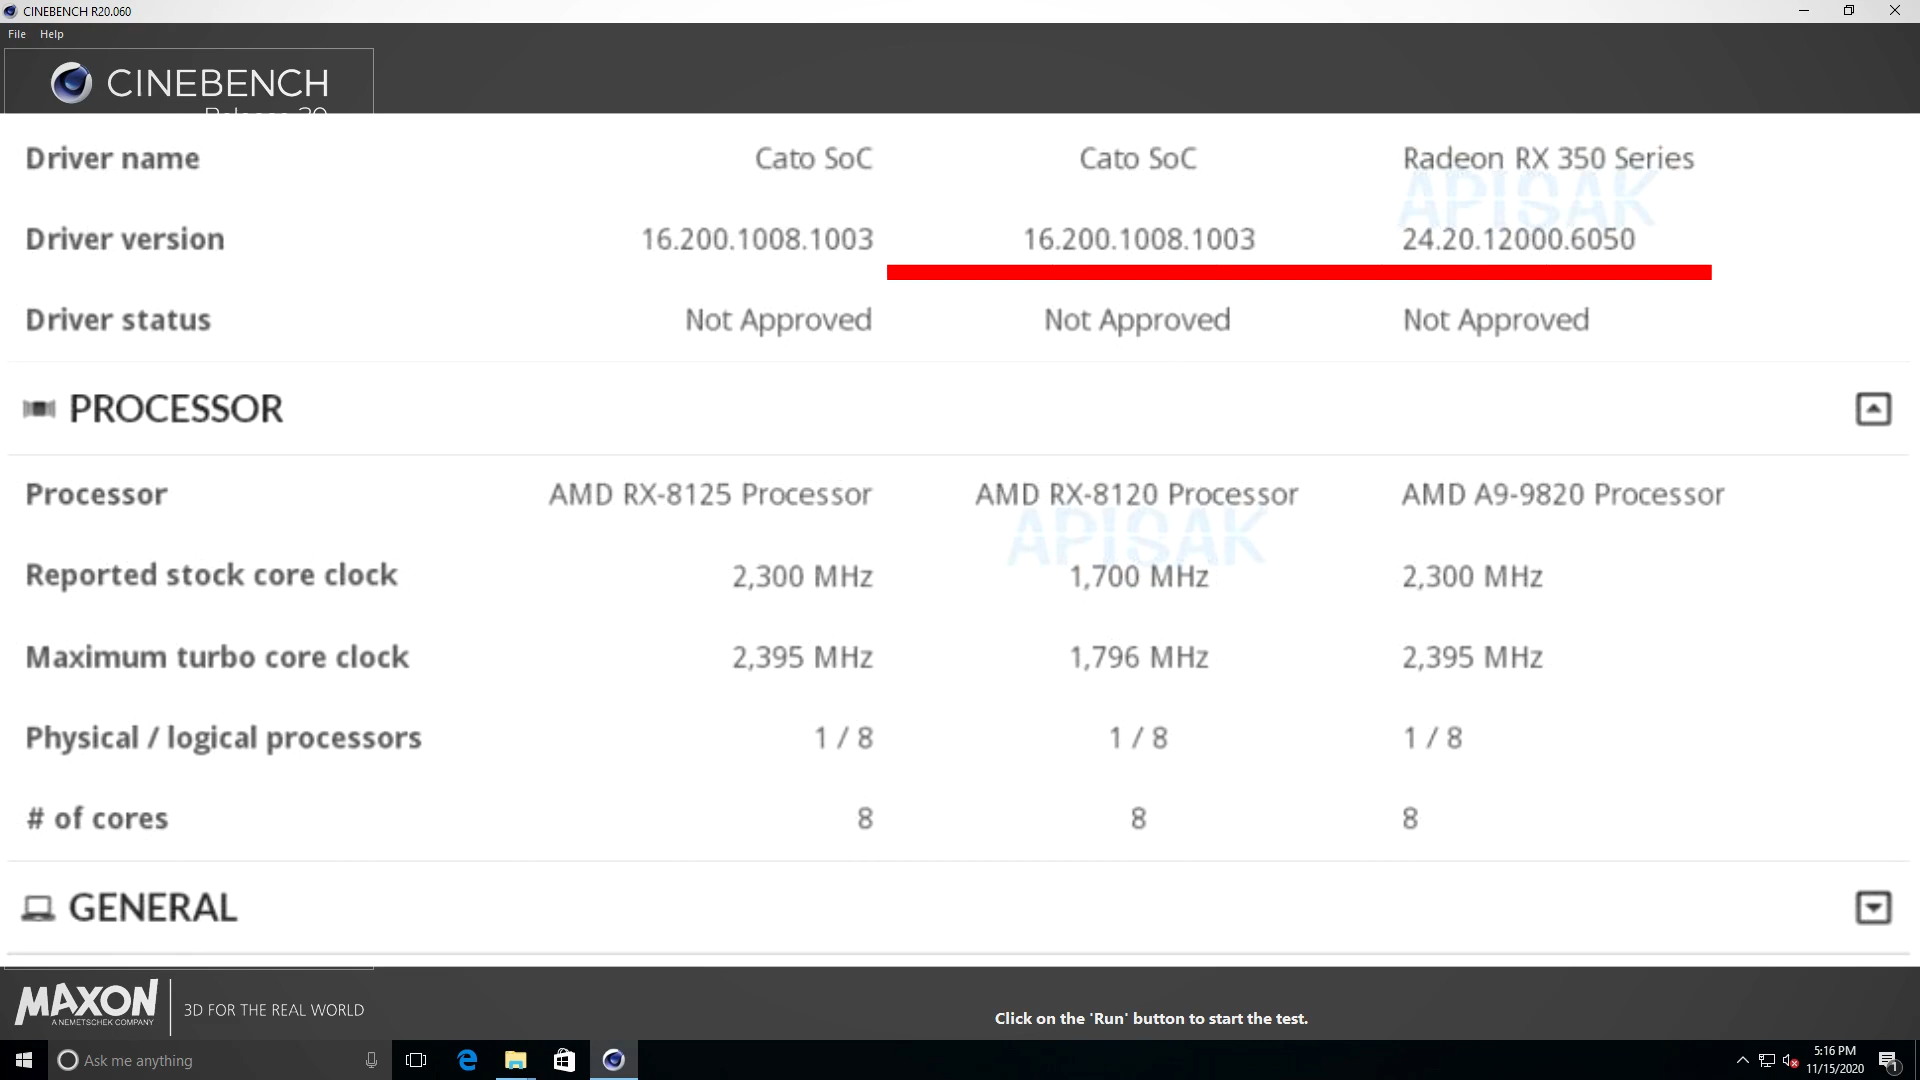 CINEBENCH R20.060
File Help
CINEBENCH
Driver name Cato SoC Cato SoC Radeon RX 350 Series
APISAK
Driver version 16.200.1008.1003 16.200.1008.1003 24.20.12000.6050
Driver status Not Approved Not Approved Not Approved
PROCESSOR
Processor AMD RX-8125 Processor AMD RX-8120 Processor AMD A9-9820 Processor
APISAK
Reported stock core clock 2,300 MHz 1,700 MHz 2,300 MHz
Maximum turbo core clock 2,395 MHz 1,796 MHz 2,395 MHz
Physical / logical processors 1 / 8 1 / 8 1 / 8
# of cores 8 8 8
GENERAL
MAXON
A NEMETSCHEK COMPANY
3D FOR THE REAL WORLD
Click on the 'Run' button to start the test.
Ask me anything
5:16 PM
11/15/2020
1